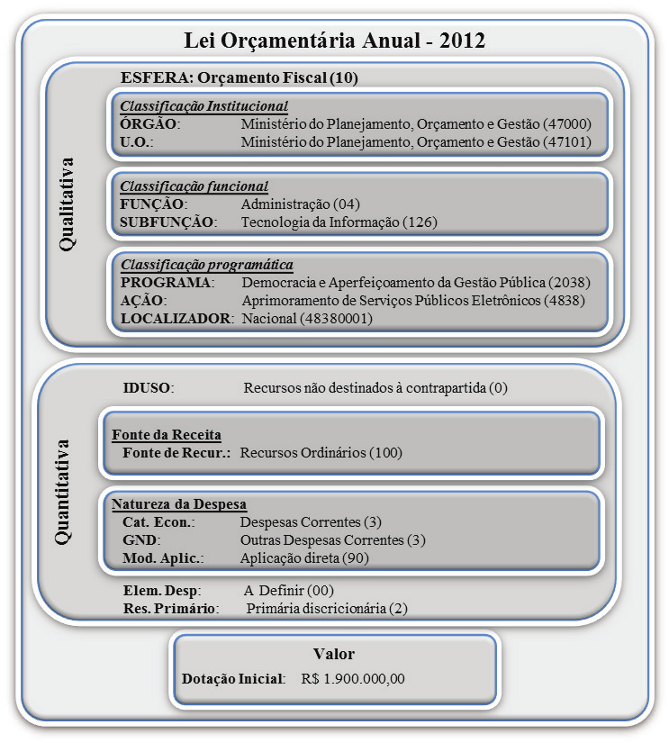 Lei Orçamentária Anual - 2012
Qualitativa
ESFERA: Orçamento Fiscal (10)
Classificação Institucional
ÓRGÃO: Ministério do Planejamento, Orçamento e Gestão (47000)
U.O.: Ministério do Planejamento, Orçamento e Gestão (47101)
Classificação funcional
FUNÇÃO: Administração (04)
SUBFUNÇÃO: Tecnologia da Informação (126)
Classificação programática
PROGRAMA: Democracia e Aperfeiçoamento da Gestão Pública (2038)
AÇÃO: Aprimoramento de Serviços Públicos Eletrônicos (4838)
LOCALIZADOR: Nacional (48380001)
Quantitativa
IDUSO: Recursos não destinados à contrapartida (0)
Fonte da Receita
Fonte de Recur.: Recursos Ordinários (100)
Natureza da Despesa
Cat. Econ.: Despesas Correntes (3)
GND: Outras Despesas Correntes (3)
Mod. Aplic.: Aplicação direta (90)
Elem. Desp: A Definir (00)
Res. Primário: Primária discricionária (2)
Valor
Dotação Inicial: R$ 1.900.000,00